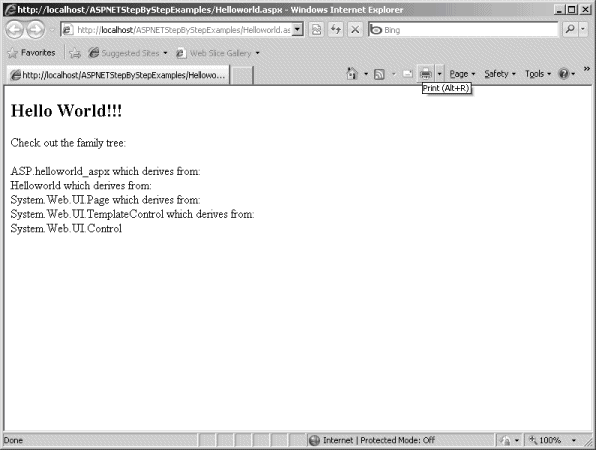 http://localhost/ASPNETStepByStepExamples/Helloworld.aspx - Windows Internet Explorer
http://localhost/ASPNETStepByStepExamples/Helloworld.as
Bing
Favorites
Suggested Sites
Web Slice Gallery
http://localhost/ASPNETStepByStepExamples/Hellowo...
Page
Safety
Tools
Print (Alt+R)
Hello World!!!
Check out the family tree:
ASP.helloworld_aspx which derives from:
Helloworld which derives from:
System.Web.UI.Page which derives from:
System.Web.UI.TemplateControl which derives from:
System.Web.UI.Control
Done
Internet | Protected Mode: Off
100%